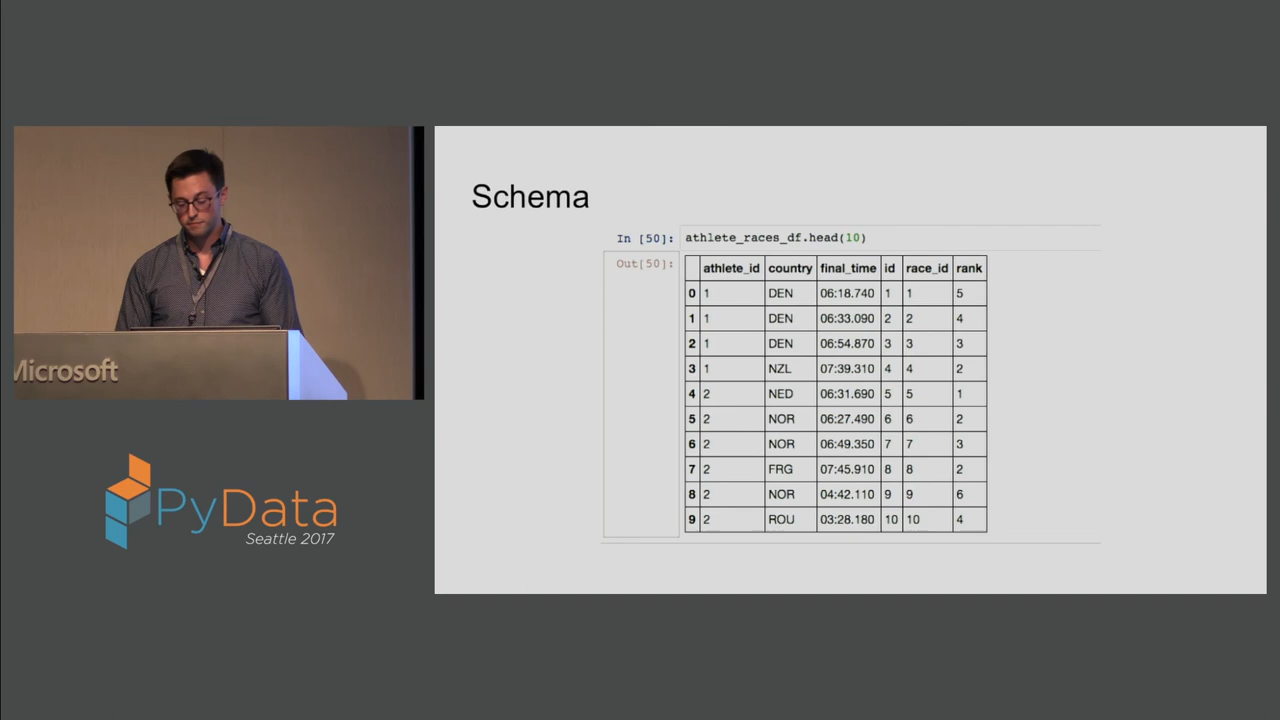 Microsoft
PyData
Seattle 2017
Schema
In [50]: athlete_races_df.head(10)
Out[50]:
athlete_id country final_time id race_id rank
0 1 DEN 06:18.740 1 1 5
1 1 DEN 06:33.090 2 2 4
2 1 DEN 06:54.870 3 3 3
3 1 NZL 07:39.310 4 4 2
4 2 NED 06:31.690 5 5 1
5 2 NOR 06:27.490 6 6 2
6 2 NOR 06:49.350 7 7 3
7 2 FRG 07:45.910 8 8 2
8 2 NOR 04:42.110 9 9 6
9 2 ROU 03:28.180 10 10 4